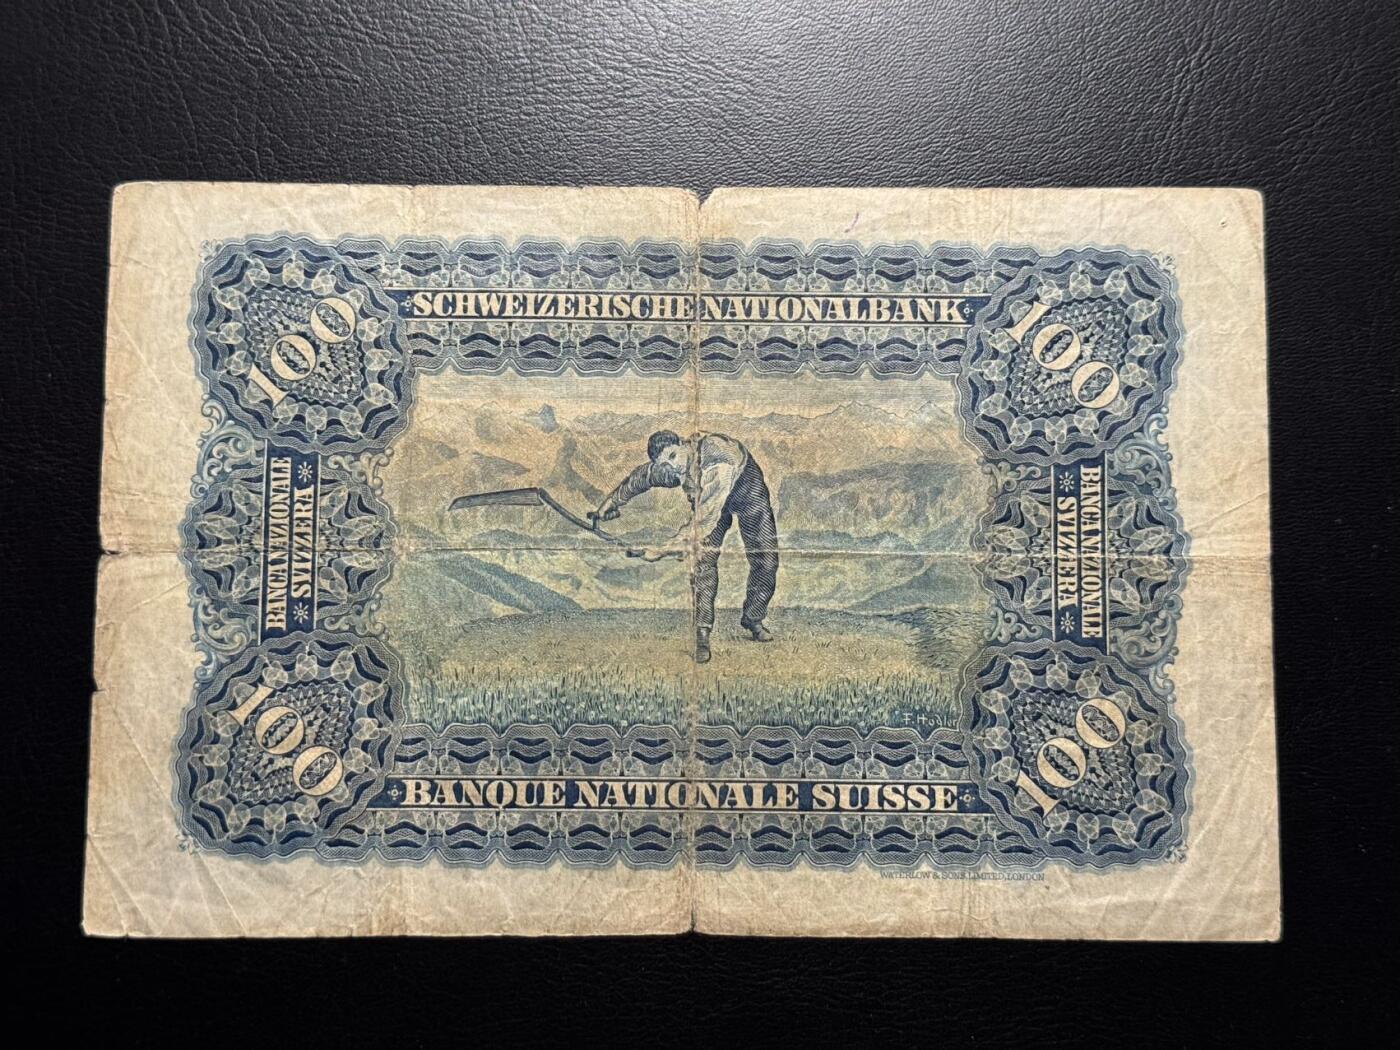 SCHWEIZERISCHE NATIONALBANK
100
100
BANCA NAZIONALE
SVIZZERA
BANCA NAZIONALE
SVIZZERA
F. Hodler
100
100
BANQUE NATIONALE SUISSE
WATERLOW & SONS, LIMITED, LONDON